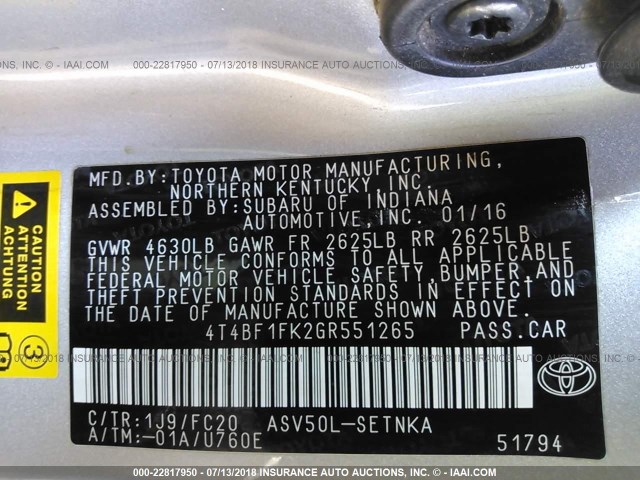 000-22817950 - 07/13/2018 - INSURANCE AUTO AUCTIONS, INC. - IAAI.COM
ATTENTION
ACHTUNG
3
MFD.BY:TOYOTA MOTOR MANUFACTURING,
NORTHERN KENTUCKY,INC.
ASSEMBLED BY:SUBARU OF INDIANA
AUTOMOTIVE,INC. 01/16
GVWR 4630LB GAWR FR 2625LB RR 2625LB
THIS VEHICLE CONFORMS TO ALL APPLICABLE
FEDERAL MOTOR VEHICLE SAFETY,BUMPER,AND
THEFT PREVENTION STANDARDS IN EFFECT ON
THE DATE OF MANUFACTURE SHOWN ABOVE.
4T4BF1FK2GR551265 PASS.CAR
C/TR:1J9/FC20 ASV50L-SETNKA
A/TM:-01A/U760E 51794
000-22817950 - 07/13/2018 - INSURANCE AUTO AUCTIONS, INC. - IAAI.COM